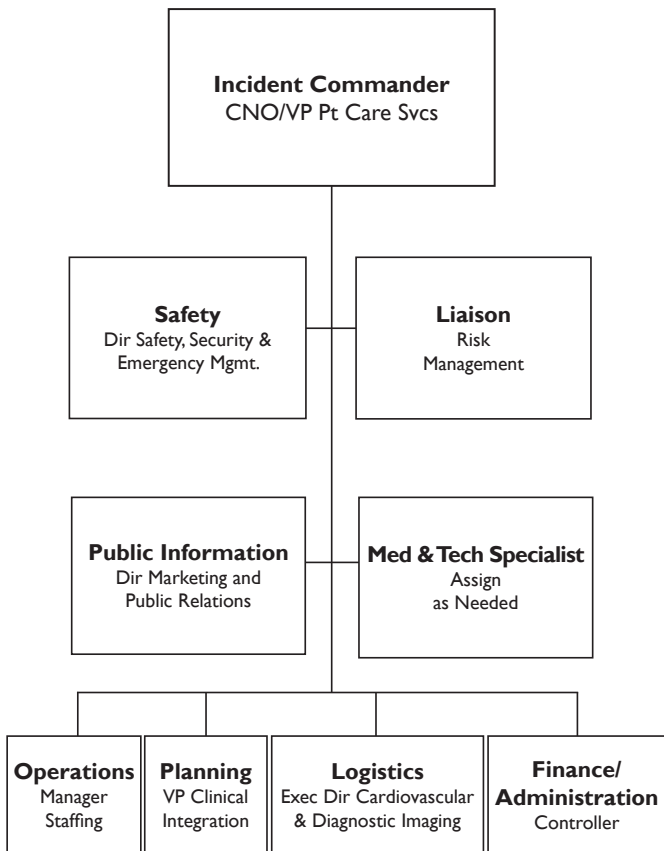 Incident Commander
CNO/VP Pt Care Svcs
Safety
Dir Safety, Security &
Emergency Mgmt.
Liaison
Risk
Management
Public Information
Dir Marketing and
Public Relations
Med & Tech Specialist
Assign
as Needed
Operations
Manager
Staffing
Planning
VP Clinical
Integration
Logistics
Exec Dir Cardiovascular
& Diagnostic Imaging
Finance/
Administration
Controller